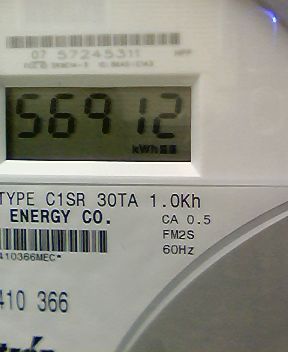 07 57245311
56912
kWh
TYPE C1SR 30TA 1.0Kh
ENERGY CO.
CA 0.5
FM2S
60Hz
410366MEC*
410 366